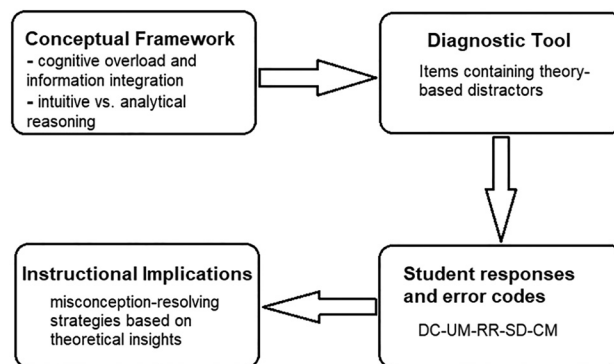 Conceptual Framework
- cognitive overload and
information integration
- intuitive vs. analytical
reasoning
Diagnostic Tool
Items containing theory-
based distractors
Student responses
and error codes
DC-UM-RR-SD-CM
Instructional Implications
misconception-resolving
strategies based on
theoretical insights